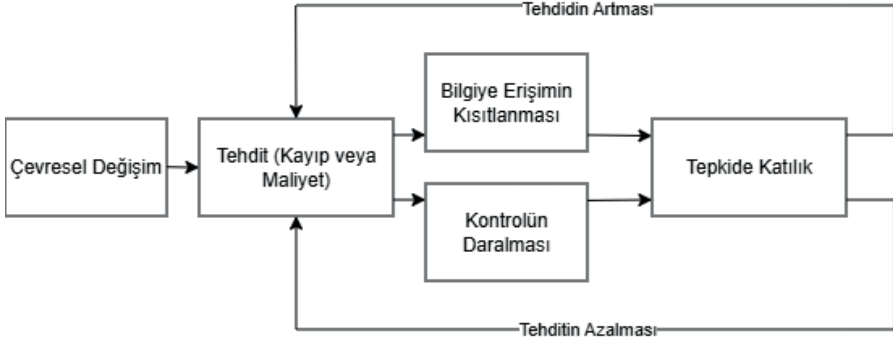 Tehdidin Artması
Bilgiye Erişimin
Kısıtlanması
Çevresel Değişim
Tehdit (Kayıp veya
Maliyet)
Tepkide Katılık
Kontrolün
Daralması
Tehditin Azalması